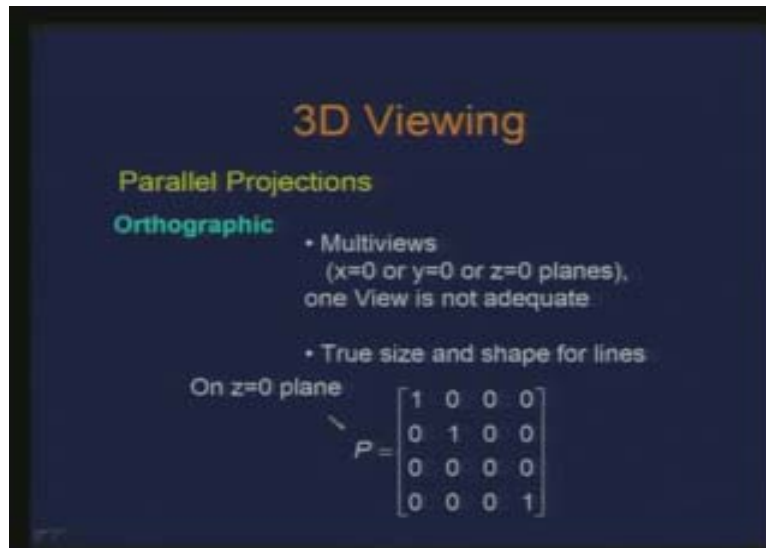 3D Viewing
Parallel Projections
Orthographic
• Multiviews
(x=0 or y=0 or z=0 planes),
one View is not adequate
• True size and shape for lines
On z=0 plane
P =
1 0 0 0
0 1 0 0
0 0 0 0
0 0 0 1